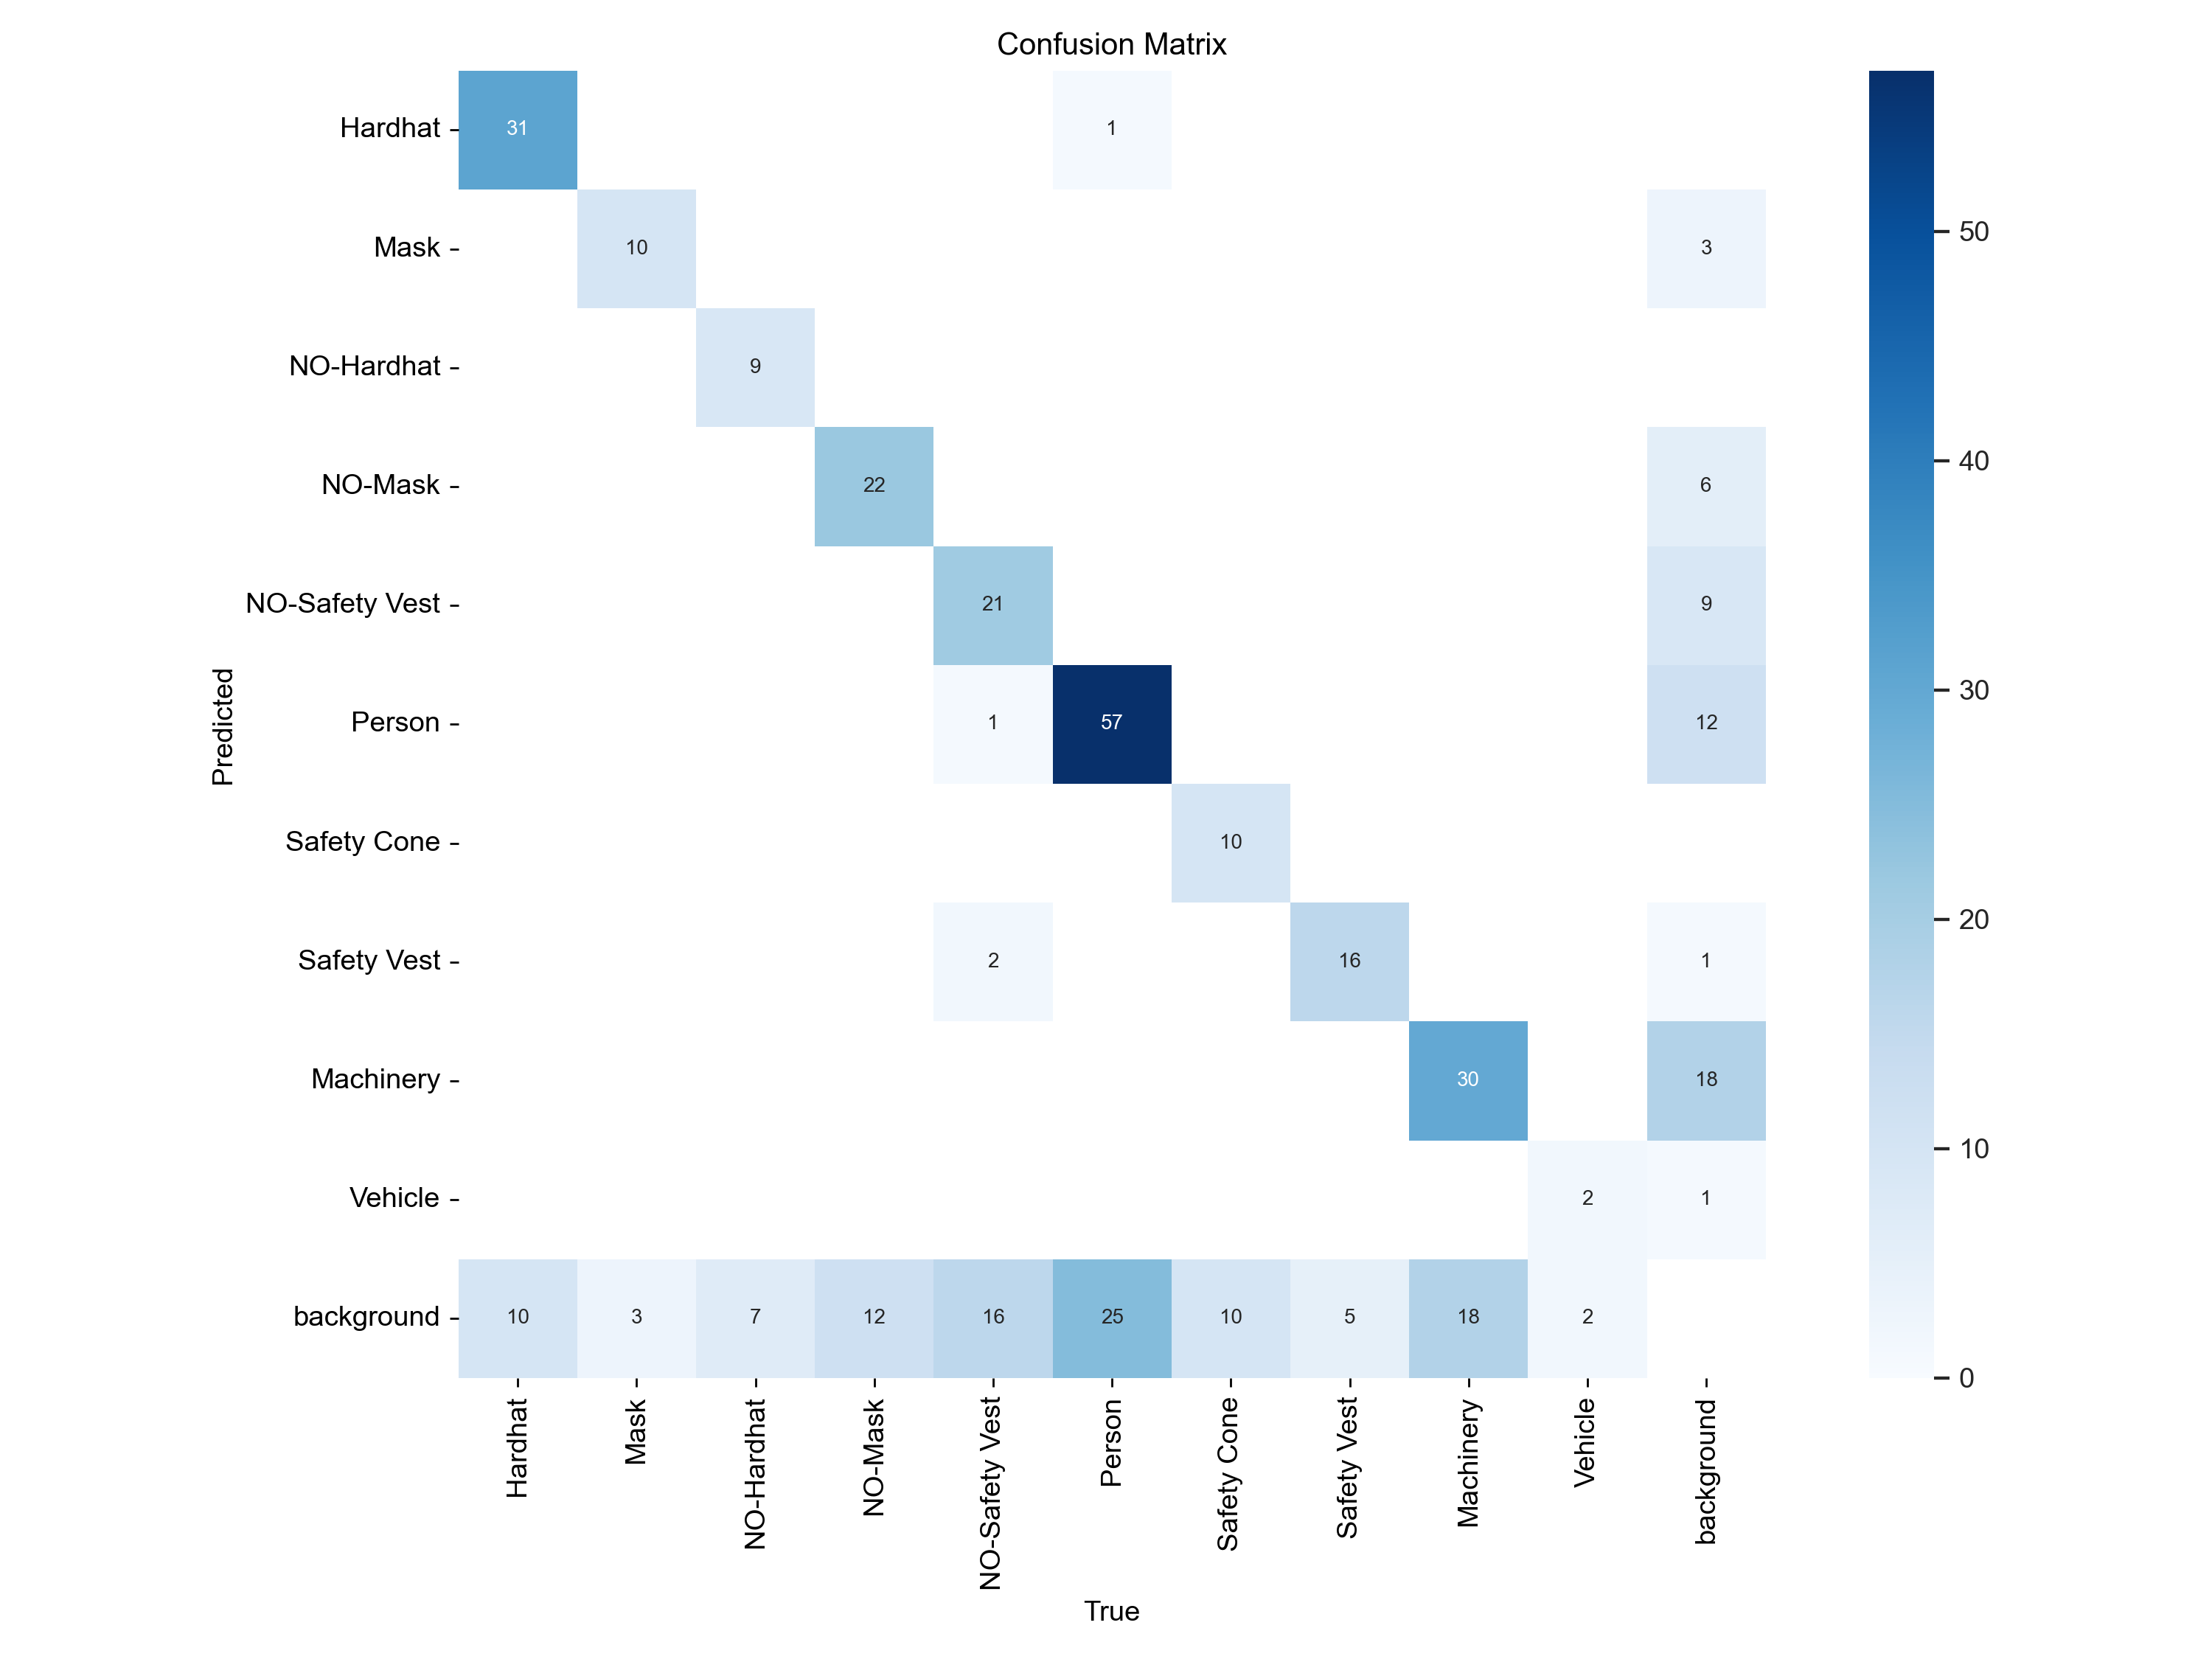 Confusion Matrix
Hardhat 31 1
Mask 10 3
NO-Hardhat 9
NO-Mask 22 6
NO-Safety Vest 21 9
Person 1 57 12
Safety Cone 10
Safety Vest 2 16 1
Machinery 30 18
Vehicle 2 1
background 10 3 7 12 16 25 10 5 18 2
Predicted
Hardhat
Mask
NO-Hardhat
NO-Mask
NO-Safety Vest
Person
Safety Cone
Safety Vest
Machinery
Vehicle
background
True
50
40
30
20
10
0